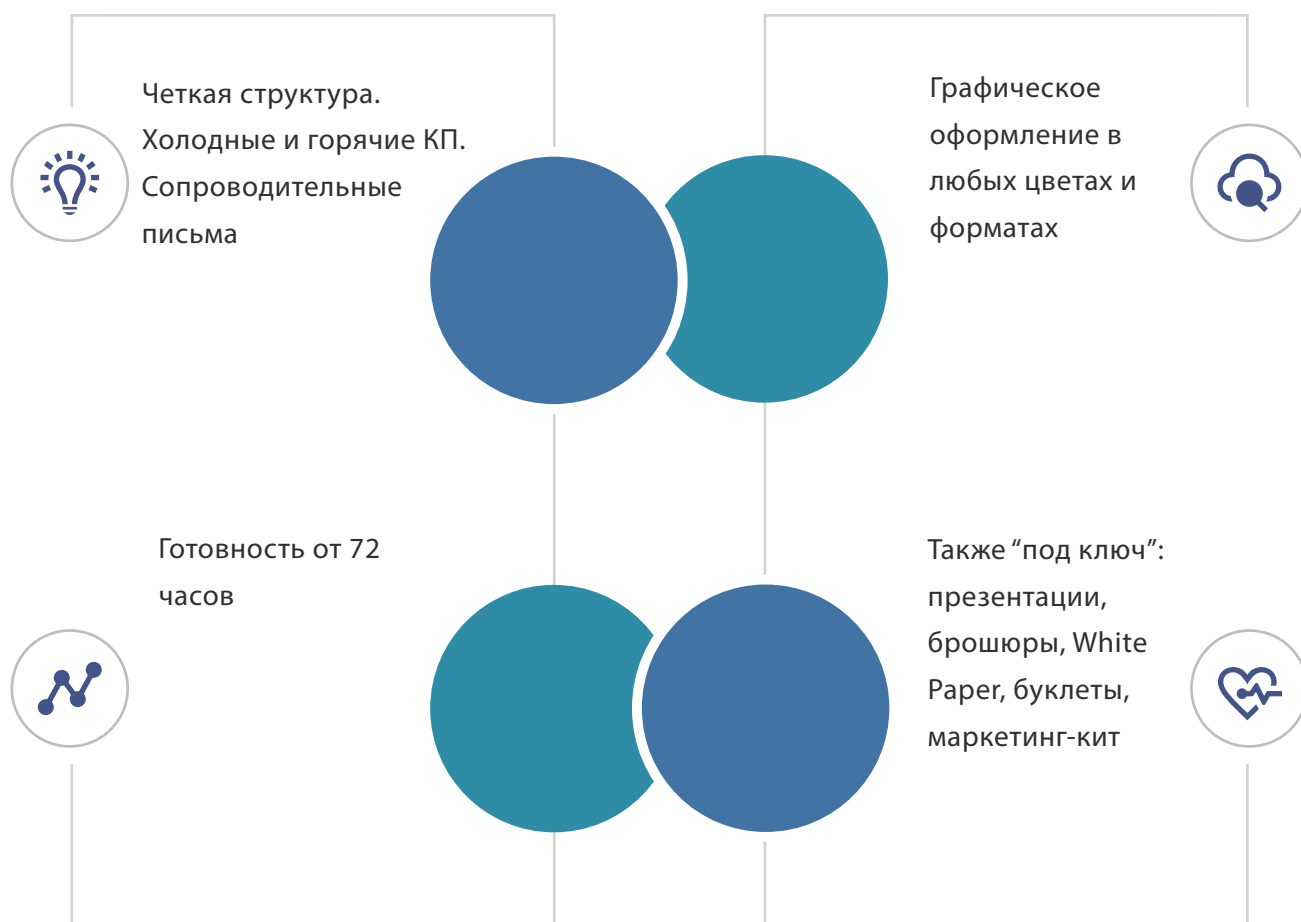 Четкая структура.
Холодные и горячие КП.
Сопроводительные
письма
Графическое
оформление в
любых цветах и
форматах
Готовность от 72
часов
Также “под ключ”:
презентации,
брошюры, White
Paper, буклеты,
маркетинг-кит